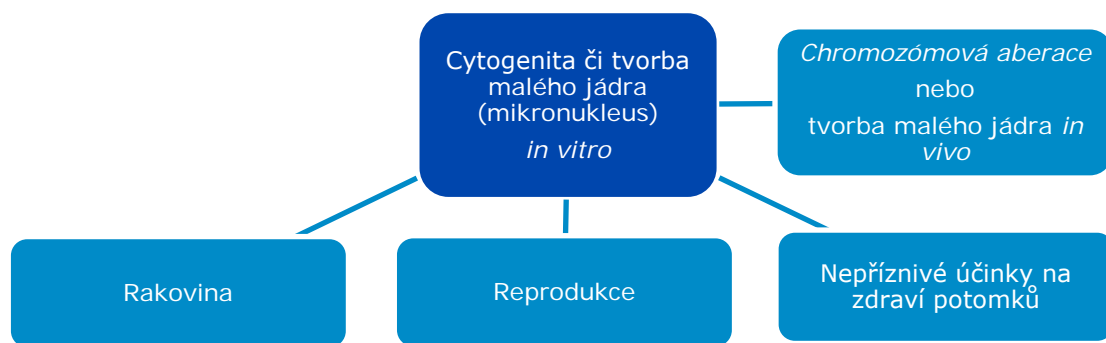 Cytogenita či tvorba
malého jádra
(mikronukleus)
in vitro
Chromozómová aberace
nebo
tvorba malého jádra in
vivo
Rakovina
Reprodukce
Nepříznivé účinky na
zdraví potomků